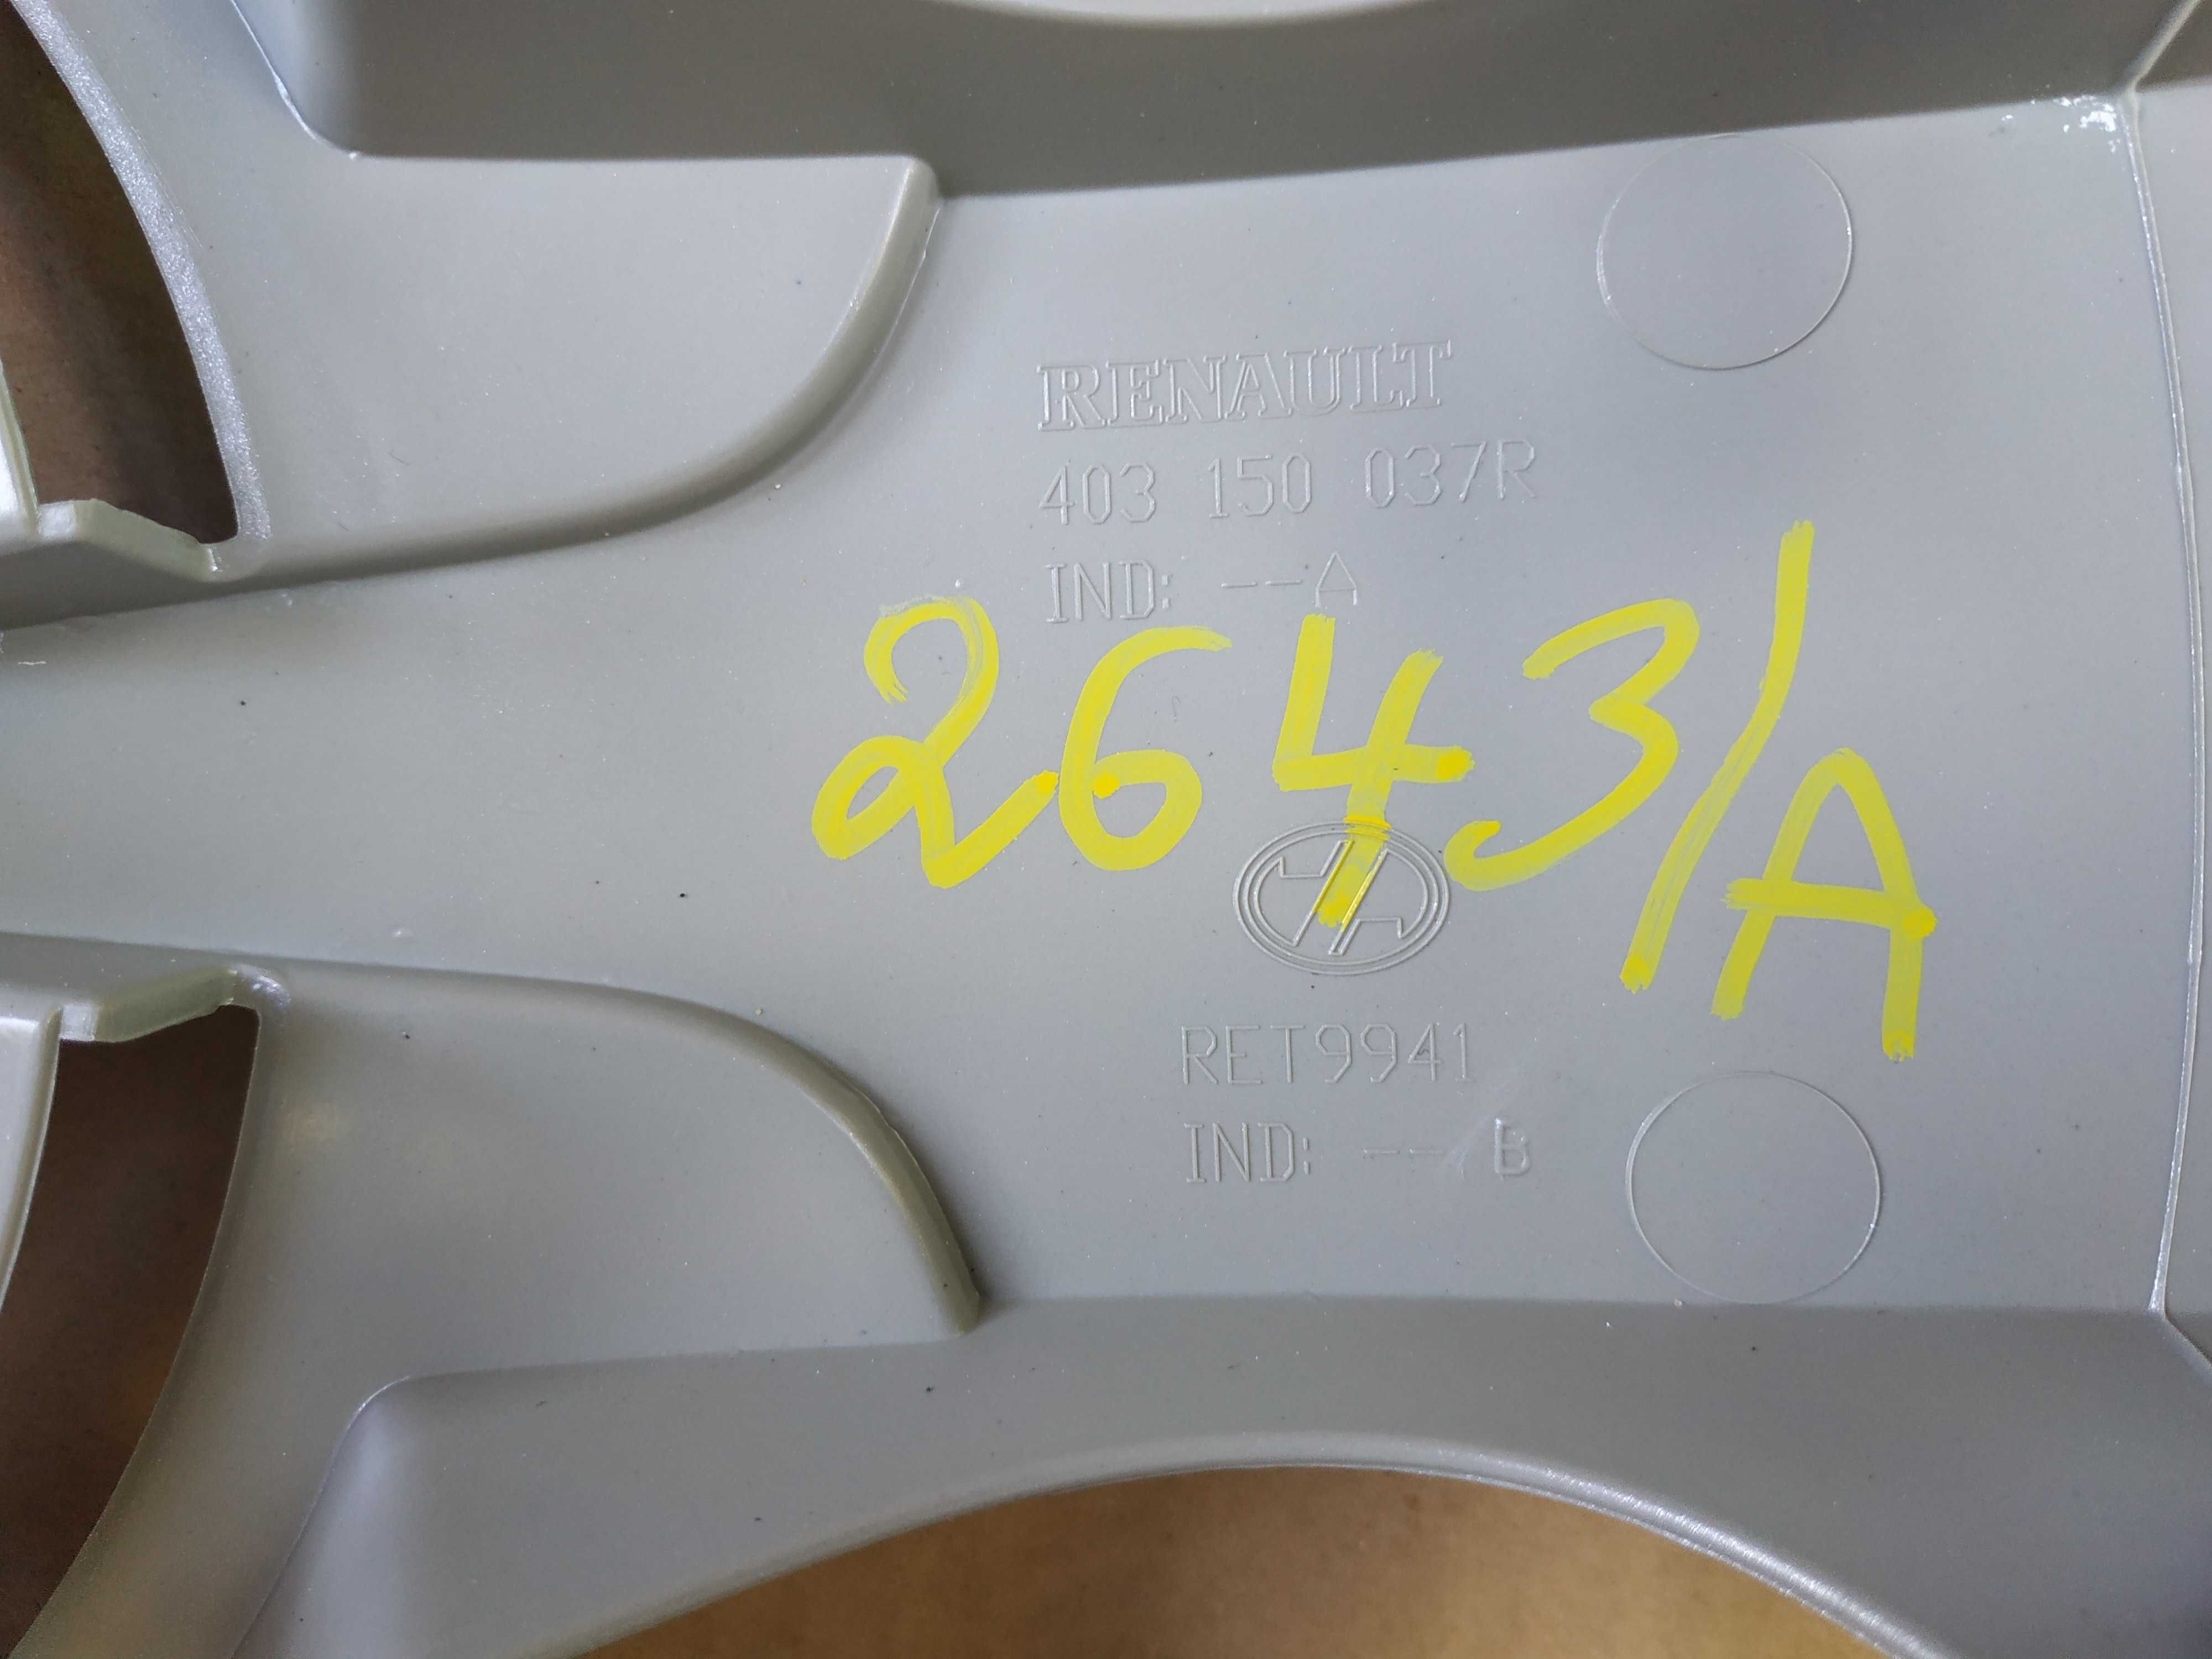 RENAULT
403 150 037R
IND: --A
2643/A
RET9941
IND: --B